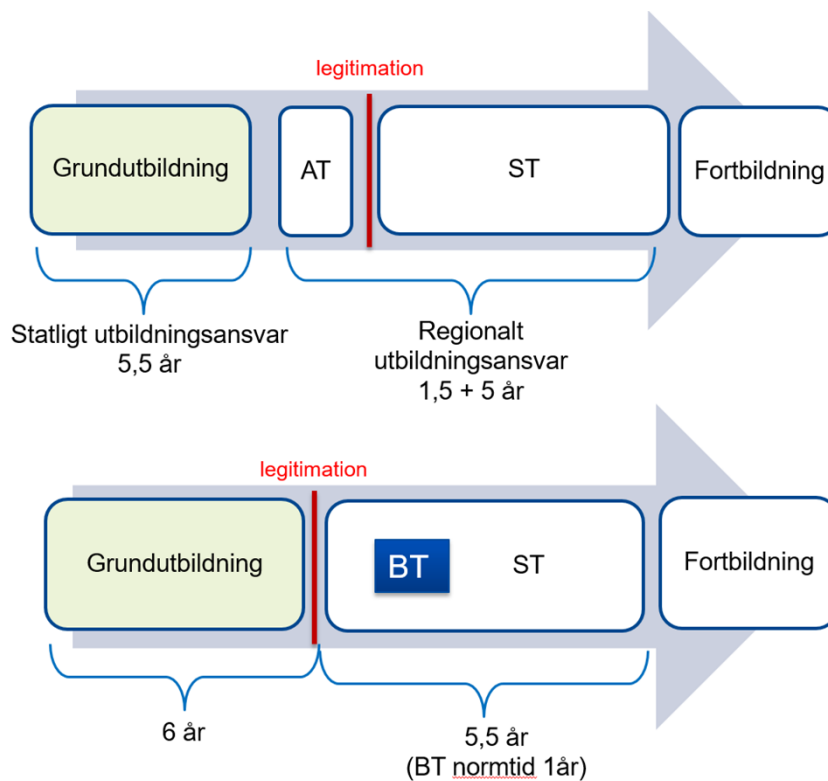 legitimation
Grundutbildning
AT
ST
Fortbildning
Statligt utbildningsansvar
5,5 år
Regionalt
utbildningsansvar
1,5 + 5 år
legitimation
Grundutbildning
BT
ST
Fortbildning
6 år
5,5 år
(BT normtid 1år)